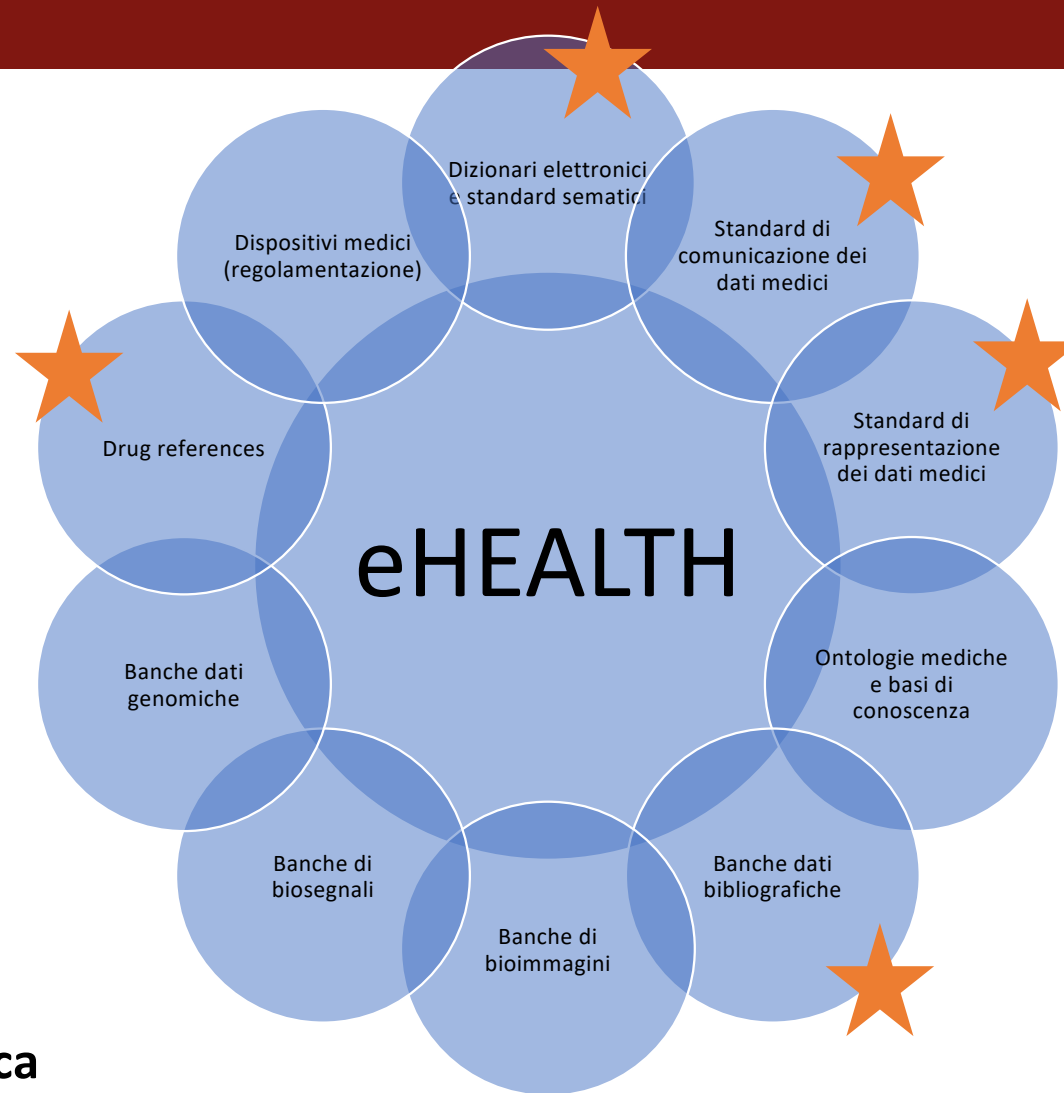 Dizionari elettronici
e standard sematici
Standard di
comunicazione dei
dati medici
Standard di
rappresentazione
dei dati medici
Ontologie mediche
e basi di
conoscenza
Banche dati
bibliografiche
Banche di
bioimmagini
Banche di
biosegnali
Banche dati
genomiche
Drug references
Dispositivi medici
(regolamentazione)
eHEALTH
ca